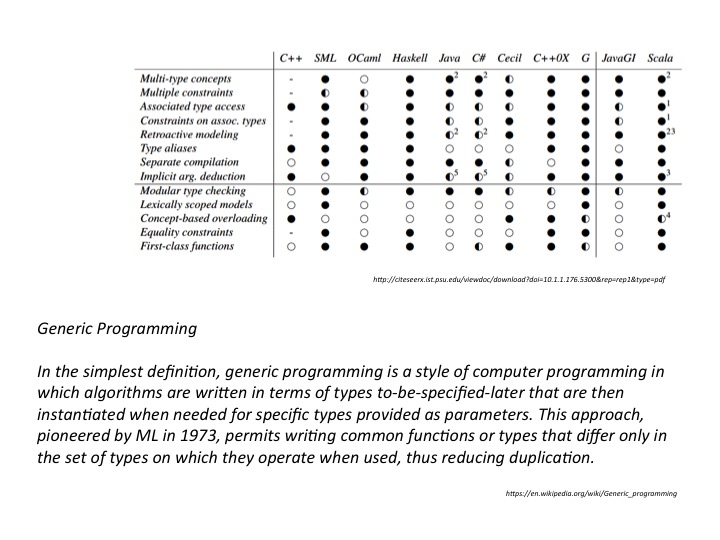 C++ SML OCaml Haskell Java C# Cecil C++0X G JavaGI Scala
Multi-type concepts - ● ○ ● ●2 ●2 ◐ ● ● ● ●2
Multiple constraints - ◐ ◐ ● ● ● ● ● ● ● ●
Associated type access ● ● ◐ ● ◐ ◐ ◐ ● ● ◐ ●1
Constraints on assoc. types - ● ● ● ◐ ◐ ● ● ● ◐ ●1
Retroactive modeling - ● ● ● ◐2 ◐2 ● ● ● ● ●23
Type aliases ● ● ● ● ○ ○ ○ ● ● ○ ●
Separate compilation ○ ● ● ● ● ● ◐ ○ ● ● ●
Implicit arg. deduction ● ○ ● ● ◐5 ◐5 ◐ ● ● ● ●3
Modular type checking ○ ● ◐ ● ● ● ◐ ◐ ● ◐ ●
Lexically scoped models ○ ● ○ ○ ○ ○ ○ ○ ● ○ ●
Concept-based overloading ● ○ ○ ○ ○ ○ ● ● ◐ ○ ◐4
Equality constraints - ● ○ ● ○ ○ ○ ● ● ○ ●
First-class functions ○ ● ● ● ○ ◐ ● ● ◐ ○ ●
http://citeseerx.ist.psu.edu/viewdoc/download?doi=10.1.1.176.5300&rep=rep1&type=pdf
Generic Programming
In the simplest definition, generic programming is a style of computer programming in
which algorithms are written in terms of types to-be-specified-later that are then
instantiated when needed for specific types provided as parameters. This approach,
pioneered by ML in 1973, permits writing common functions or types that differ only in
the set of types on which they operate when used, thus reducing duplication.
https://en.wikipedia.org/wiki/Generic_programming